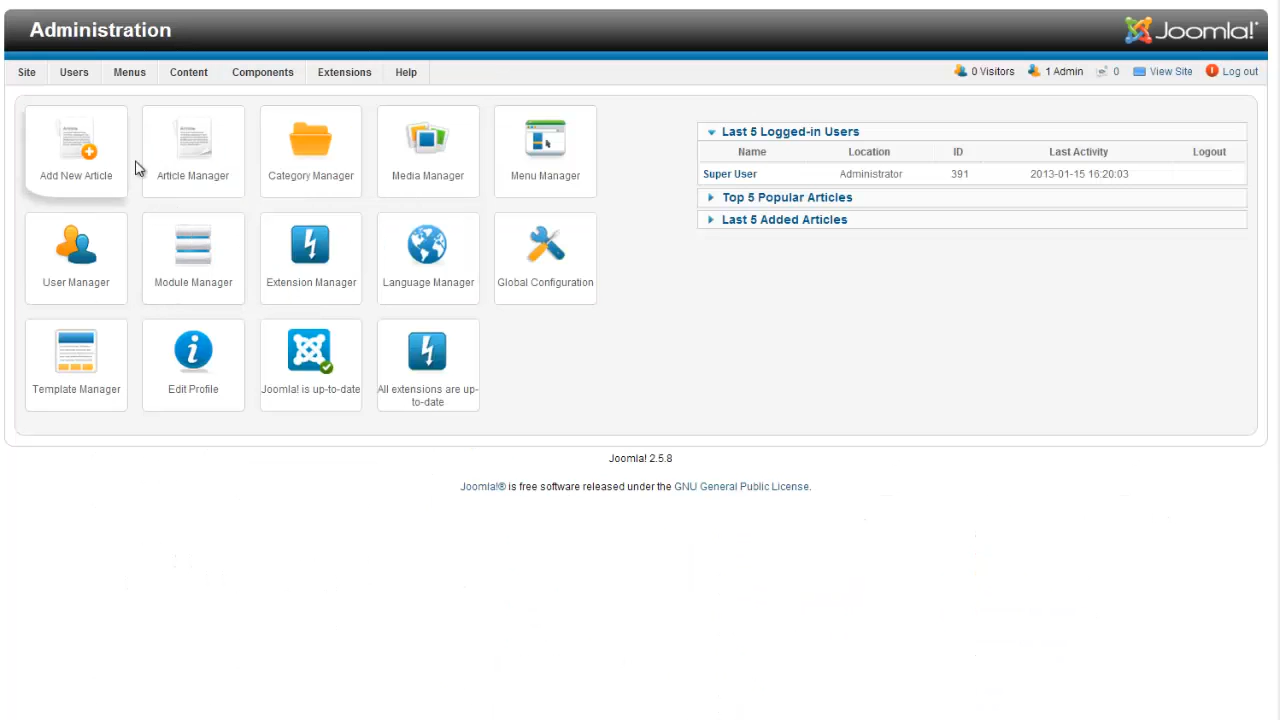 Administration
Joomla!
Site Users Menus Content Components Extensions Help
0 Visitors 1 Admin 0 View Site Log out
Add New Article
Article Manager
Category Manager
Media Manager
Menu Manager
User Manager
Module Manager
Extension Manager
Language Manager
Global Configuration
Template Manager
Edit Profile
Joomla! is up-to-date
All extensions are up-
to-date
Last 5 Logged-in Users
Name Location ID Last Activity Logout
Super User Administrator 391 2013-01-15 16:20:03
Top 5 Popular Articles
Last 5 Added Articles
Joomla! 2.5.8
Joomla!® is free software released under the GNU General Public License.